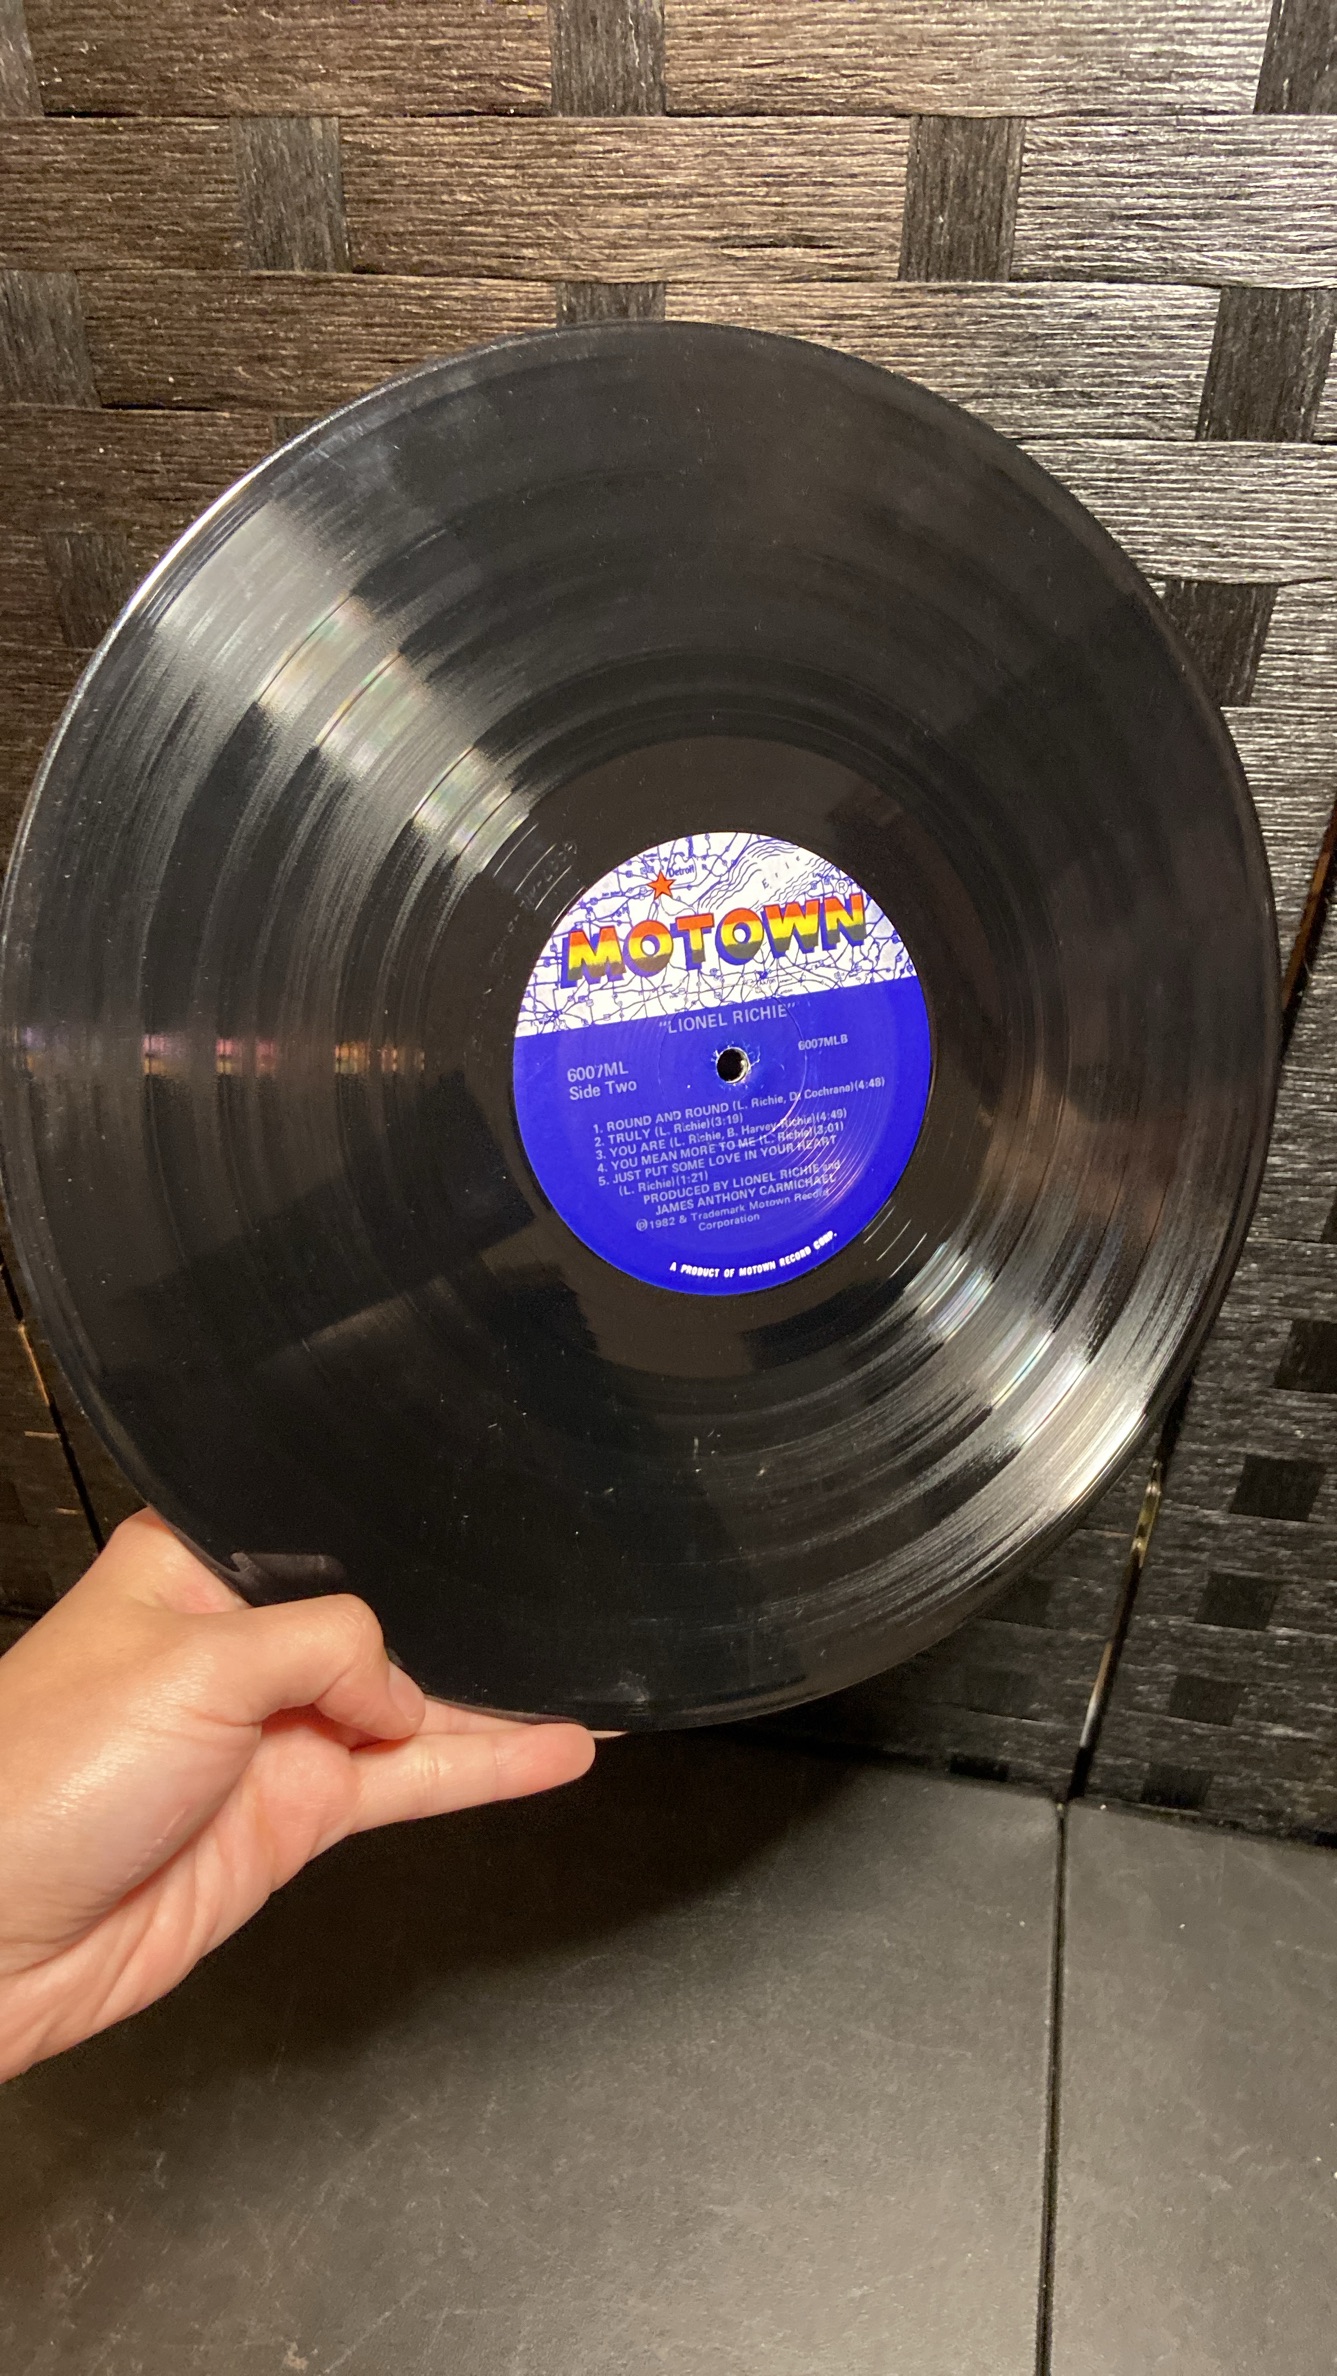 Detroit
Erie
MOTOWN®
"LIONEL RICHIE"
6007ML
6007MLB
Side Two
1. ROUND AND ROUND (L. Richie, D. Cochrane) (4:48)
2. TRULY (L. Richie) (3:19)
3. YOU ARE (L. Richie, B. Harvey-Richie) (4:49)
4. YOU MEAN MORE TO ME (L. Richie) (3:01)
5. JUST PUT SOME LOVE IN YOUR HEART
(L. Richie) (1:21)
PRODUCED BY LIONEL RICHIE and
JAMES ANTHONY CARMICHAEL
℗1982 & Trademark Motown Record
Corporation
A PRODUCT OF MOTOWN RECORD CORP.